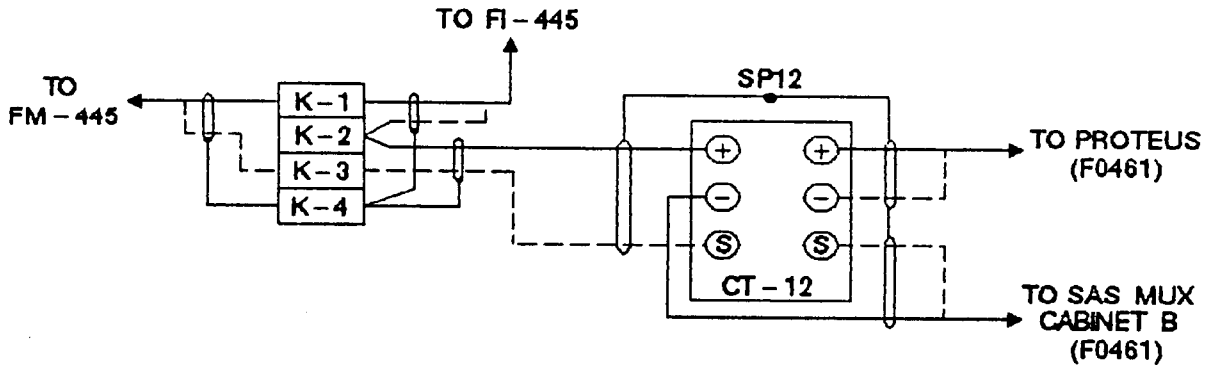 TO FI-445
TO
FM-445
K-1
K-2
K-3
K-4
SP12
+ +
- -
S S
CT-12
TO PROTEUS
(F0461)
TO SAS MUX
CABINET B
(F0461)